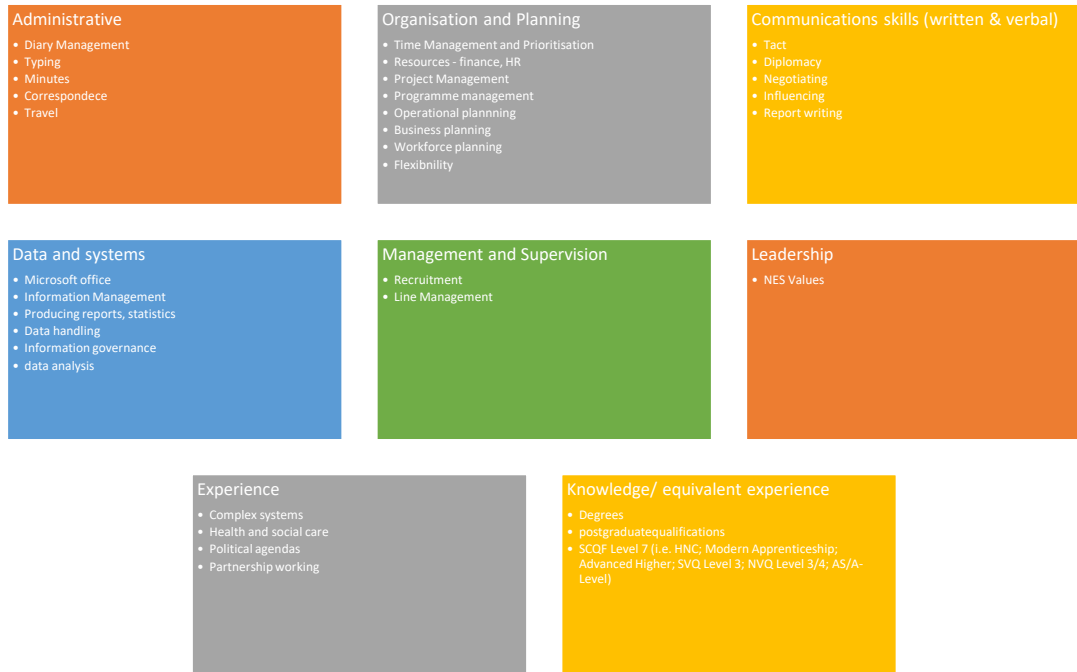 Administrative
• Diary Management
• Typing
• Minutes
• Correspondece
• Travel
Organisation and Planning
• Time Management and Prioritisation
• Resources - finance, HR
• Project Management
• Programme management
• Operational plannning
• Business planning
• Workforce planning
• Flexibnility
Communications skills (written & verbal)
• Tact
• Diplomacy
• Negotiating
• Influencing
• Report writing
Data and systems
• Microsoft office
• Information Management
• Producing reports, statistics
• Data handling
• Information governance
• data analysis
Management and Supervision
• Recruitment
• Line Management
Leadership
• NES Values
Experience
• Complex systems
• Health and social care
• Political agendas
• Partnership working
Knowledge/ equivalent experience
• Degrees
• postgraduatequalifications
• SCQF Level 7 (i.e. HNC; Modern Apprenticeship;
Advanced Higher; SVQ Level 3; NVQ Level 3/4; AS/A-
Level)